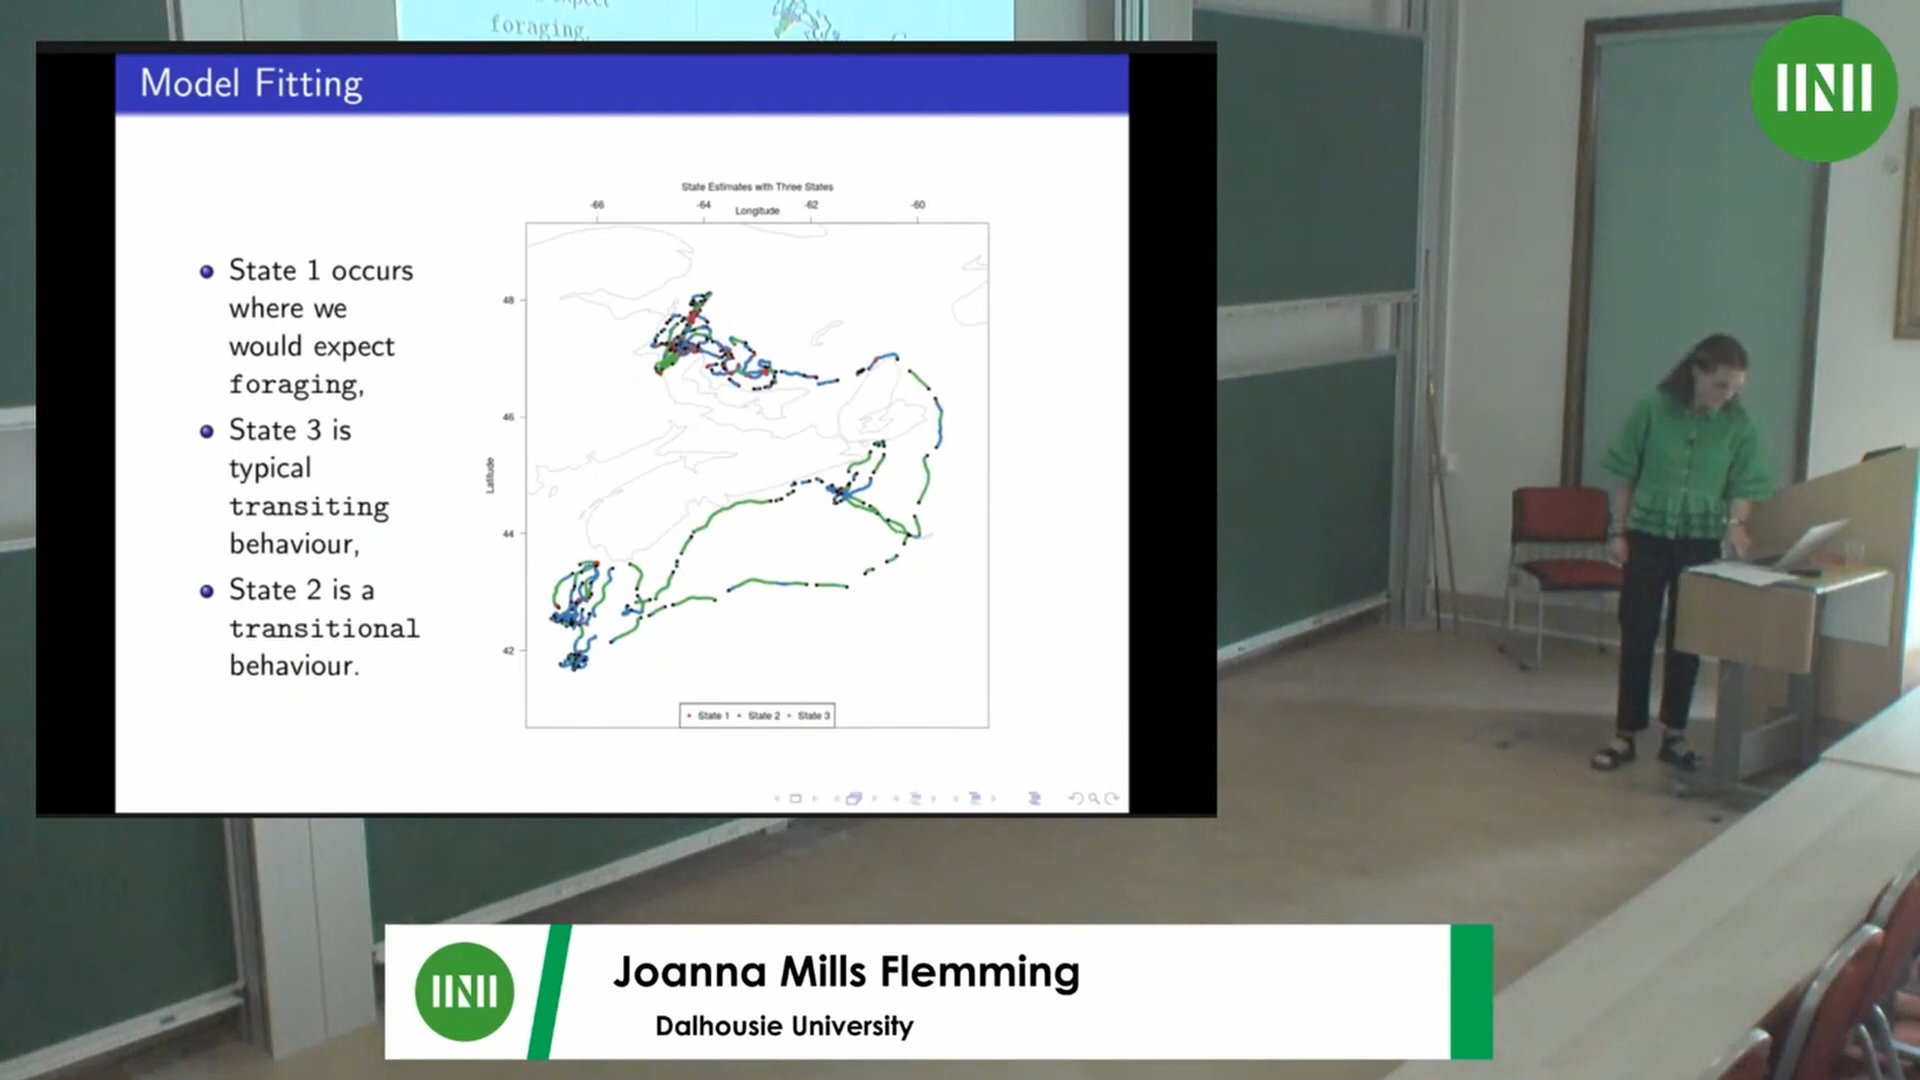 foraging,
Model Fitting
State Estimates with Three States
-66 -64 -62 -60
Longitude
State 1 occurs
where we
would expect
foraging,
State 3 is
typical
transiting
behaviour,
State 2 is a
transitional
behaviour.
48
46
Latitude
44
42
State 1 State 2 State 3
Joanna Mills Flemming
Dalhousie University